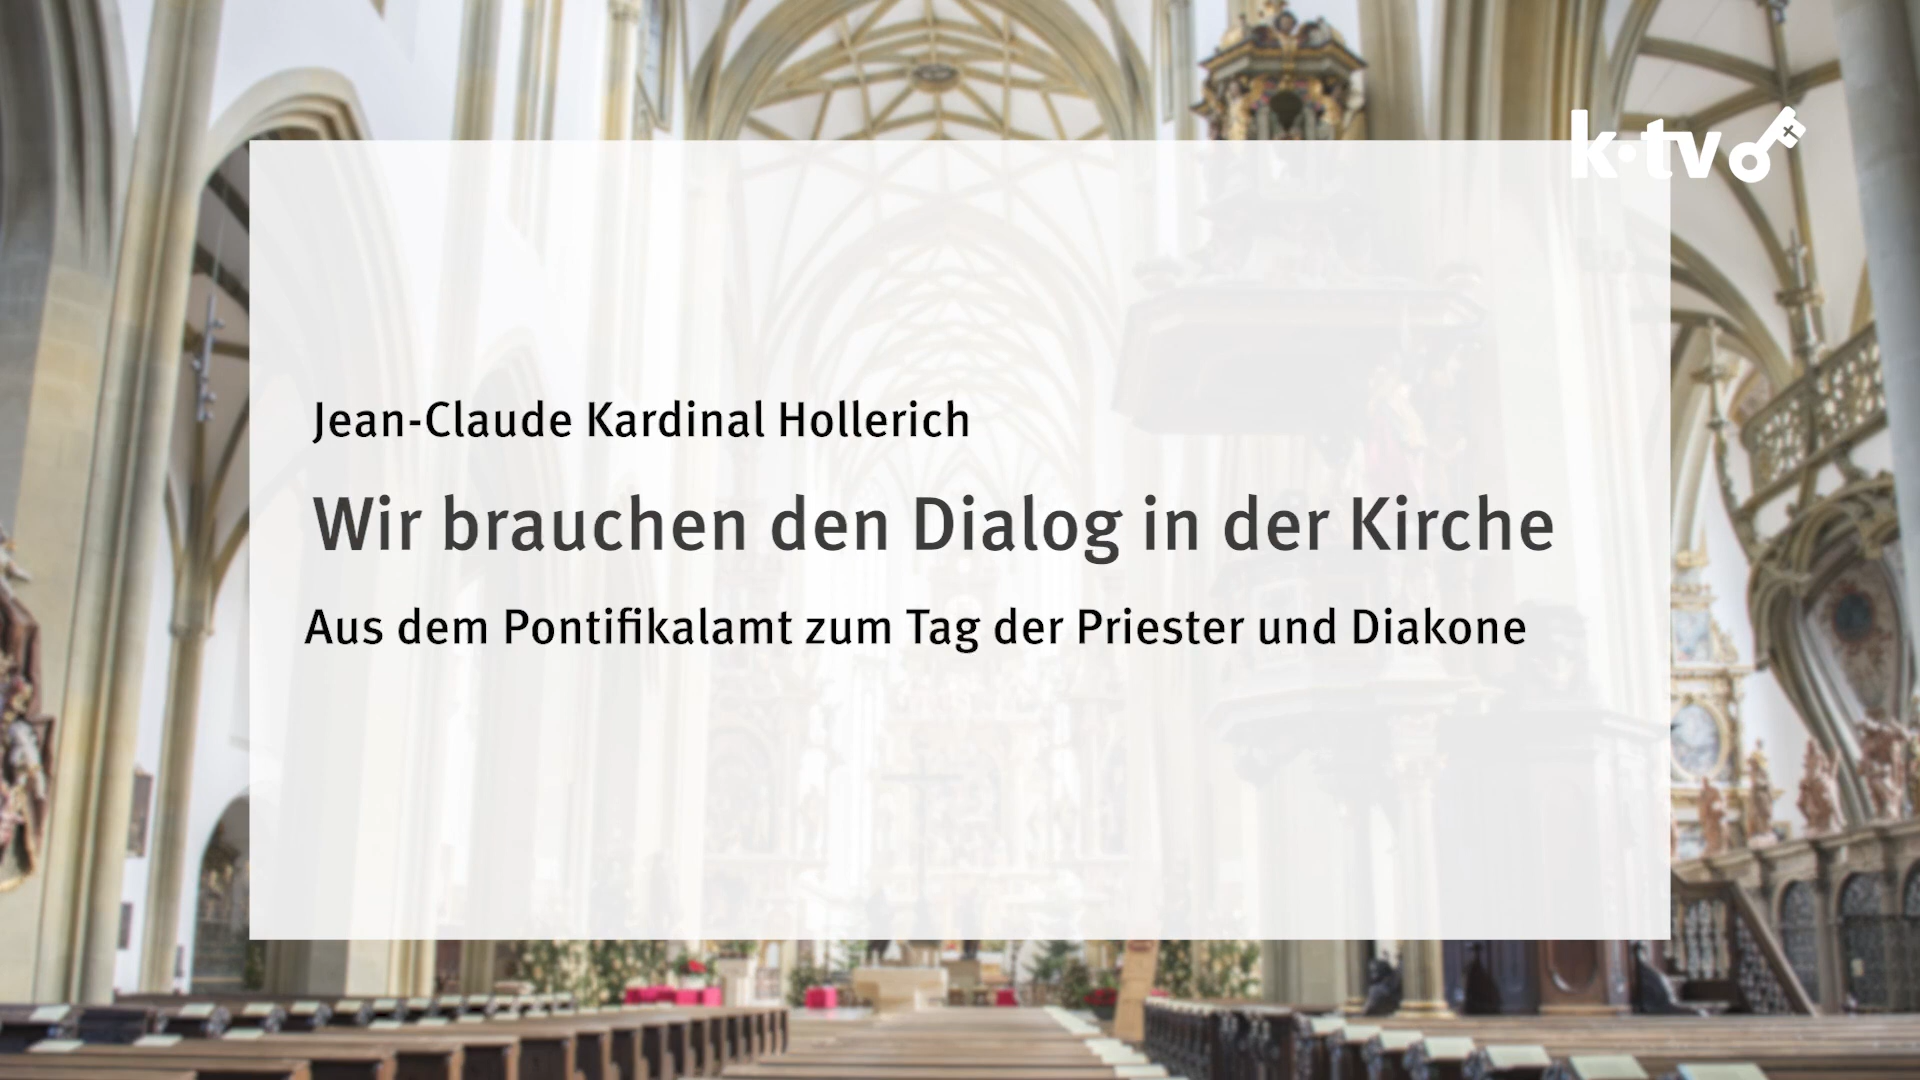 k·tv
Jean-Claude Kardinal Hollerich
Wir brauchen den Dialog in der Kirche
Aus dem Pontifikalamt zum Tag der Priester und Diakone